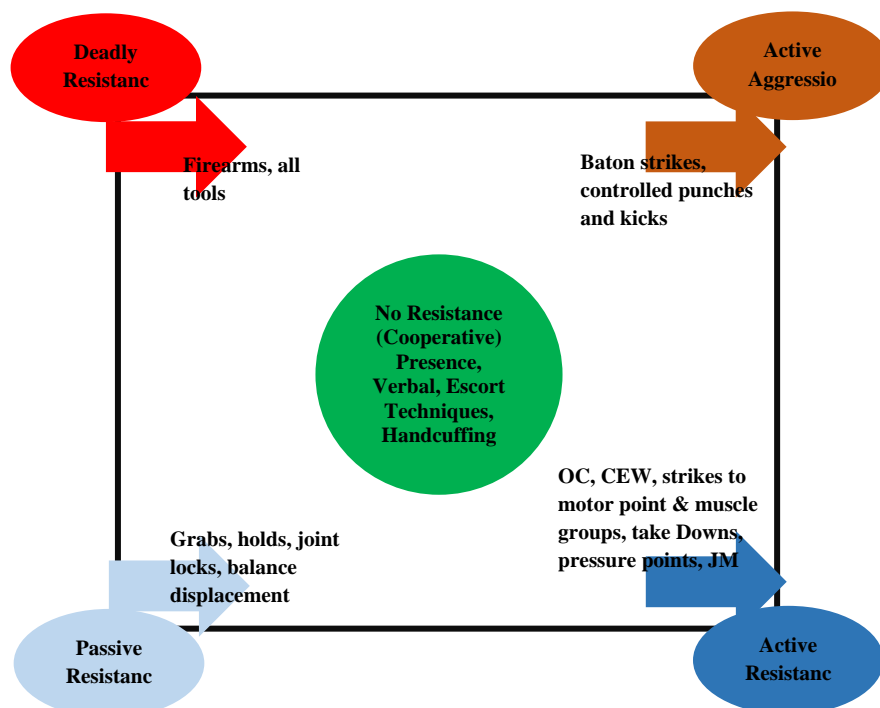 Deadly
Resistanc
Active
Aggressio
Firearms, all
tools
Baton strikes,
controlled punches
and kicks
No Resistance
(Cooperative)
Presence,
Verbal, Escort
Techniques,
Handcuffing
Grabs, holds, joint
locks, balance
displacement
OC, CEW, strikes to
motor point & muscle
groups, take Downs,
pressure points, JM
Passive
Resistanc
Active
Resistanc